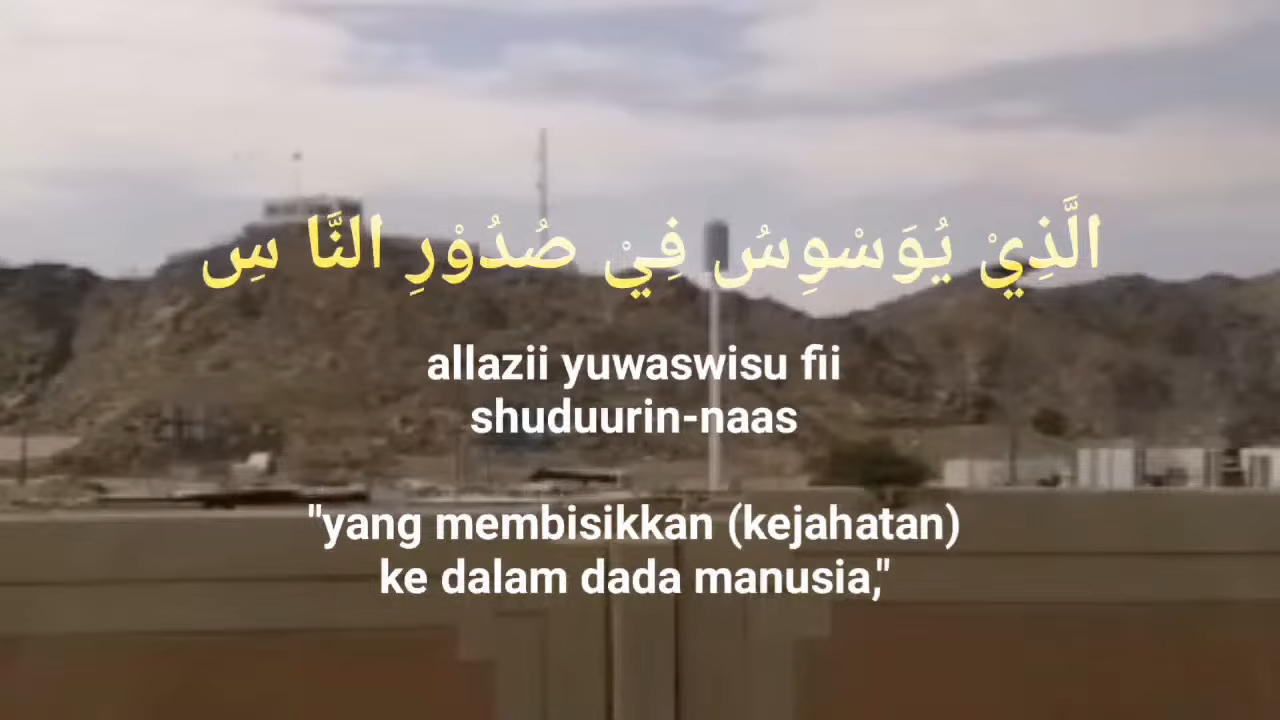 الَّذِيْ يُوَسْوِسُ فِيْ صُدُوْرِ النَّا سِ
allazii yuwaswisu fii
shuduurin-naas
"yang membisikkan (kejahatan)
ke dalam dada manusia,"